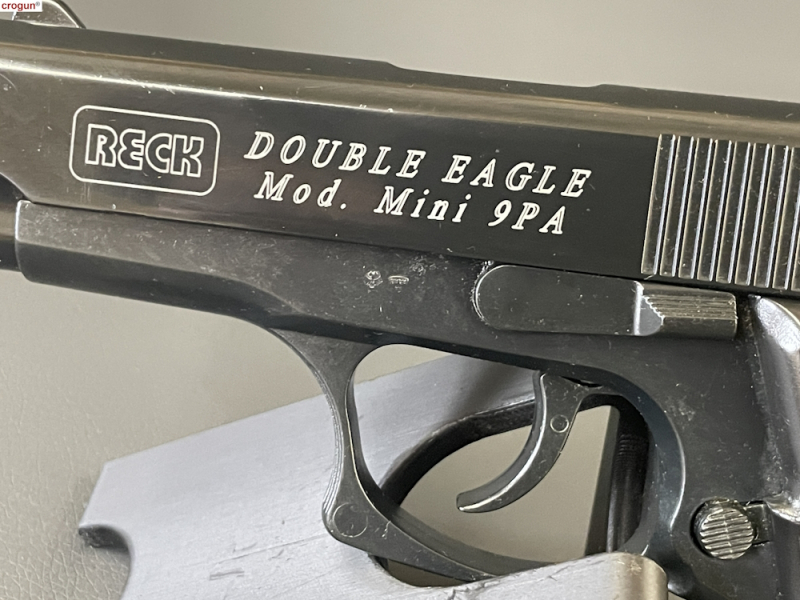 crogun®
RECK
DOUBLE EAGLE
Mod. Mini 9PA